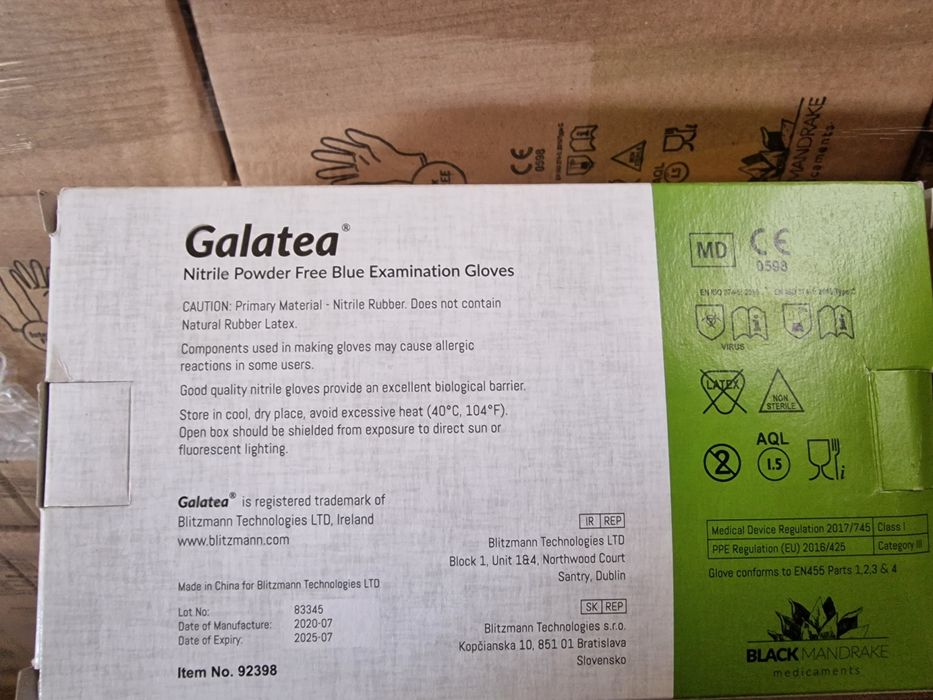 CE
0598
AQL
1.5
MANDRAKE
Galatea®
Nitrile Powder Free Blue Examination Gloves
CAUTION: Primary Material - Nitrile Rubber. Does not contain
Natural Rubber Latex.
Components used in making gloves may cause allergic
reactions in some users.
Good quality nitrile gloves provide an excellent biological barrier.
Store in cool, dry place, avoid excessive heat (40°C, 104°F).
Open box should be shielded from exposure to direct sun or
fluorescent lighting.
Galatea® is registered trademark of
Blitzmann Technologies LTD, Ireland
www.blitzmann.com
Made in China for Blitzmann Technologies LTD
Lot No: 83345
Date of Manufacture: 2020-07
Date of Expiry: 2025-07
Item No. 92398
IR REP
Blitzmann Technologies LTD
Block 1, Unit 1&4, Northwood Court
Santry, Dublin
SK REP
Blitzmann Technologies s.r.o.
Kopčianska 10, 851 01 Bratislava
Slovensko
MD
CE
0598
EN ISO
VIRUS
LATEX
NON
STERILE
2
AQL
1.5
i
Medical Device Regulation 2017/745 Class I
PPE Regulation (EU) 2016/425 Category III
Glove conforms to EN455 Parts 1,2,3 & 4
BLACKMANDRAKE
medicaments